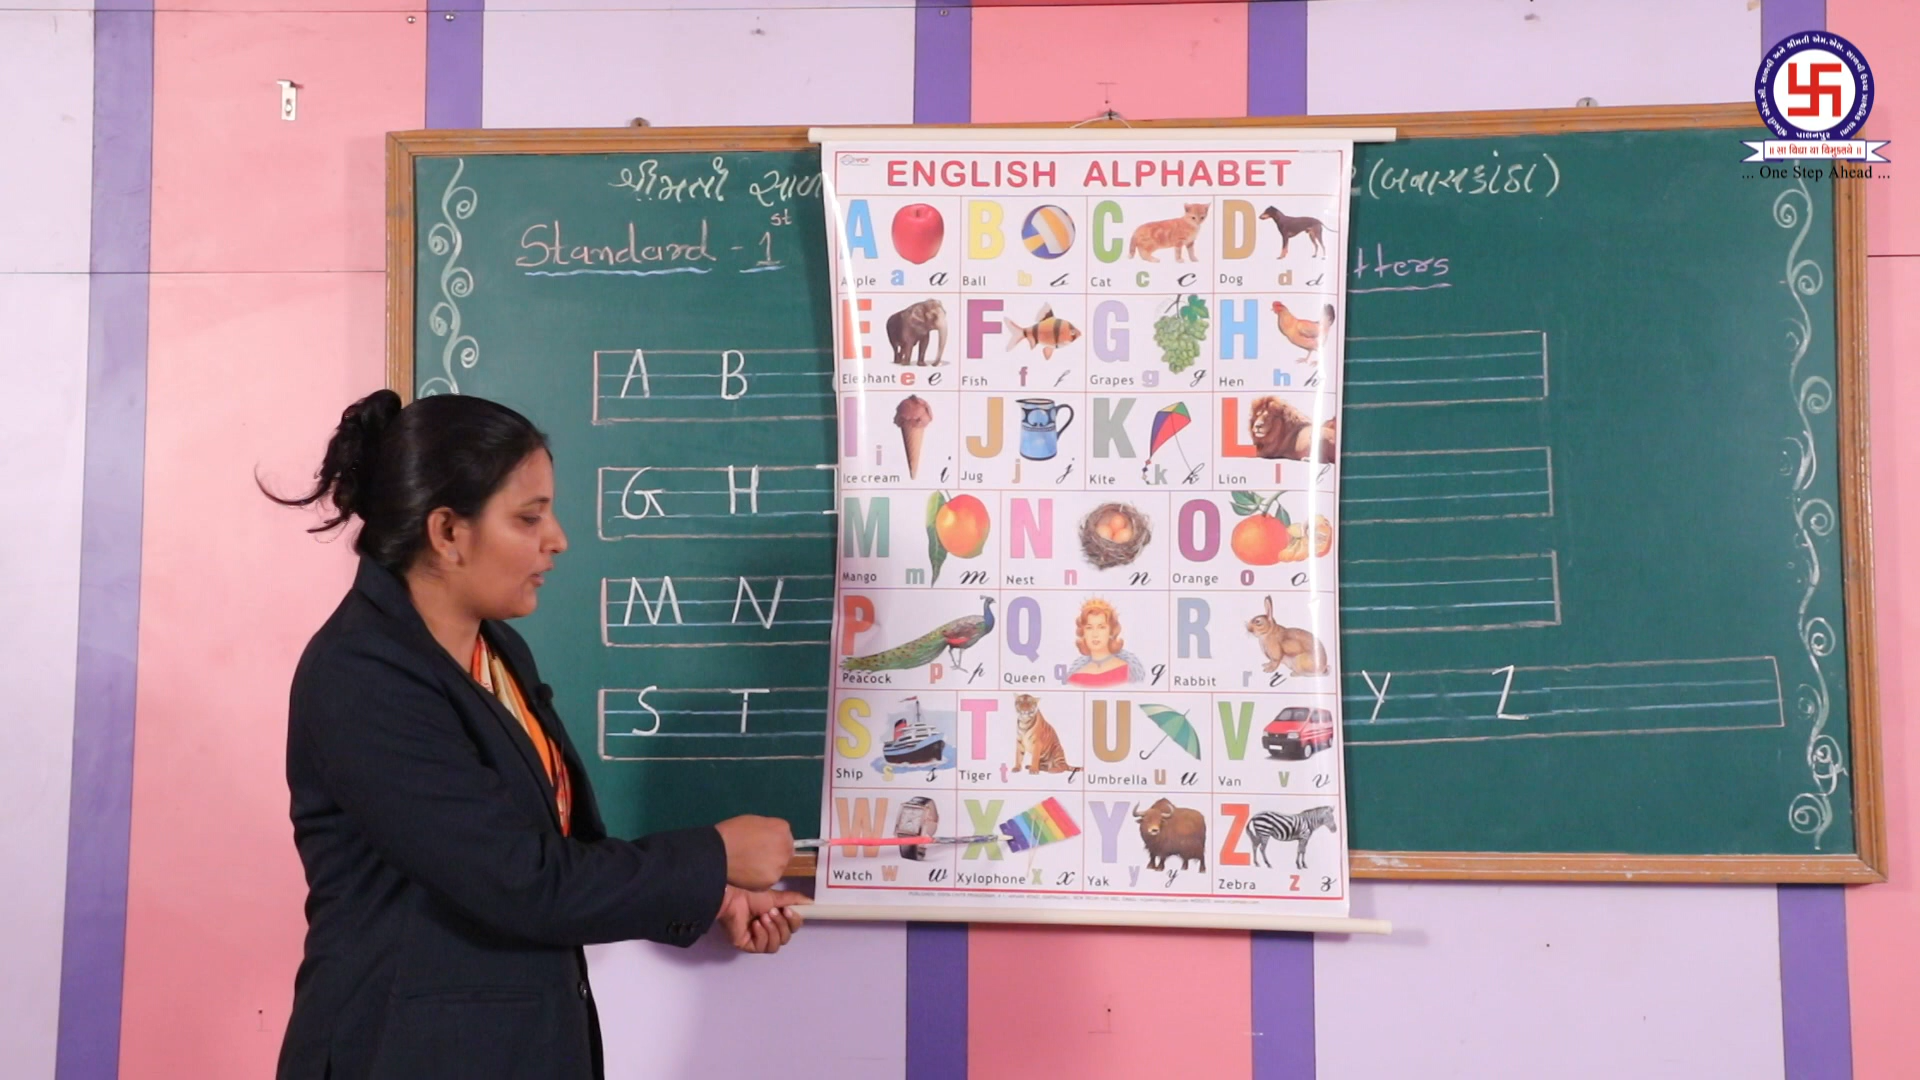 પાલનપુર
॥ सा विद्या या विमुक्तये ॥
... One Step Ahead ...
(બનાસકાંઠા)
શ્રીમતી
Standard - 1st
tters
A B
G H
M N
S T
Y Z
ENGLISH ALPHABET
A B C D
Apple a a Ball b b Cat c c Dog d d
E F G H
Elephant e e Fish f f Grapes g g Hen h h
I J K L
Ice cream i i Jug j j Kite k k Lion l l
M N O
Mango m m Nest n n Orange o o
P Q R
Peacock p p Queen q q Rabbit r r
S T U V
Ship s s Tiger t t Umbrella u u Van v v
W X Y Z
Watch w w Xylophone x x Yak y y Zebra z z